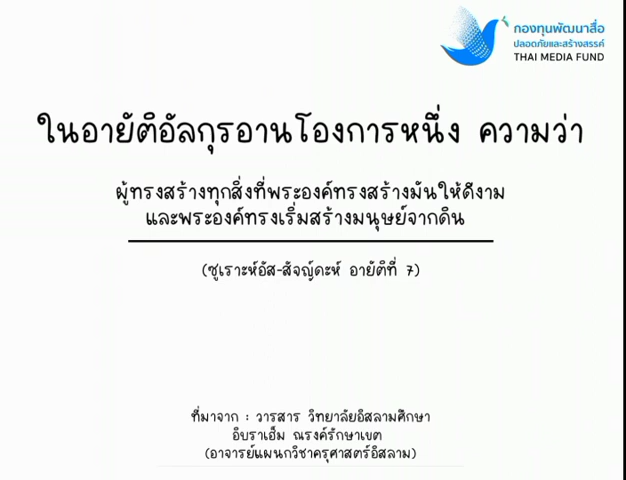 กองทุนพัฒนาสื่อ
ปลอดภัยและสร้างสรรค์
THAI MEDIA FUND
ในอายัติอัลกุรอานโองการหนึ่ง ความว่า
ผู้ทรงสร้างทุกสิ่งที่พระองค์ทรงสร้างมันให้ดีงาม
และพระองค์ทรงเริ่มสร้างมนุษย์จากดิน
(ซูเราะห์อัส-สัจญ์ดะห์ อายัติที่ 7)
ที่มาจาก : วารสาร วิทยาลัยอิสลามศึกษา
อิบราเฮ็ม ณรงค์รักษาเขต
(อาจารย์แผนกวิชาครุศาสตร์อิสลาม)